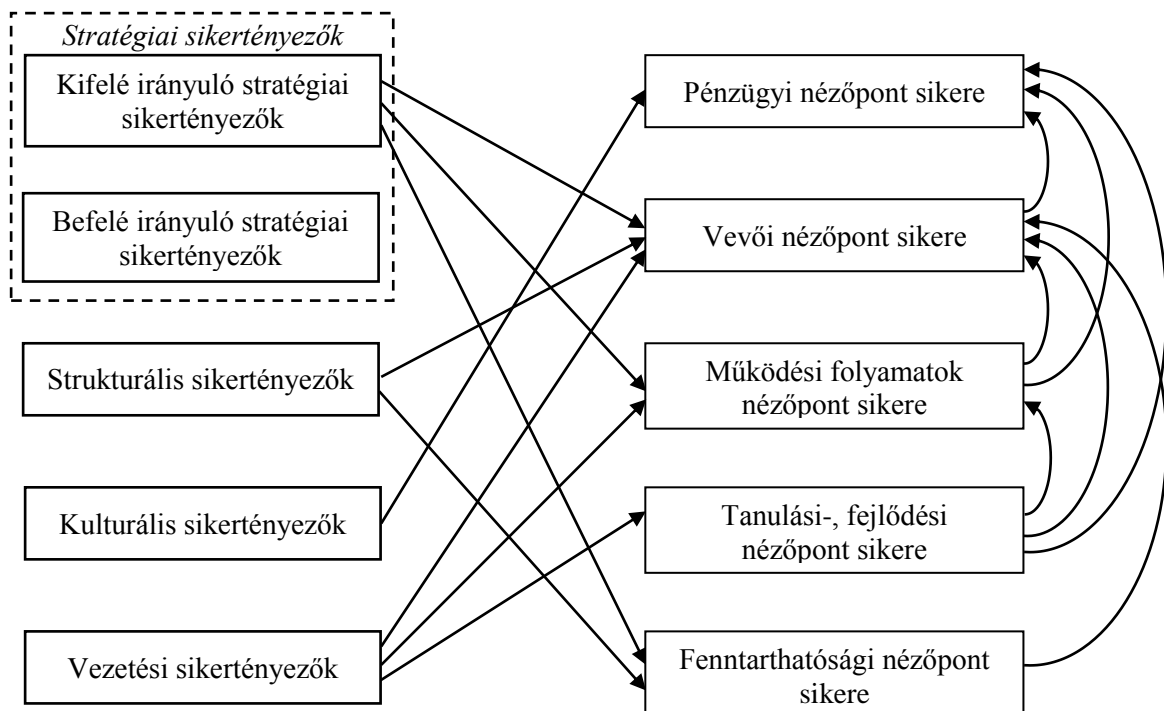 Stratégiai sikertényezők
Kifelé irányuló stratégiai
sikertényezők
Befelé irányuló stratégiai
sikertényezők
Strukturális sikertényezők
Kulturális sikertényezők
Vezetési sikertényezők
Pénzügyi nézőpont sikere
Vevői nézőpont sikere
Működési folyamatok
nézőpont sikere
Tanulási-, fejlődési
nézőpont sikere
Fenntarthatósági nézőpont
sikere